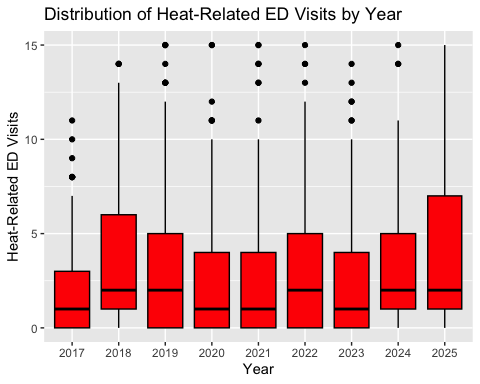 Distribution of Heat-Related ED Visits by Year
Heat-Related ED Visits
15
10
5
0
2017 2018 2019 2020 2021 2022 2023 2024 2025
Year